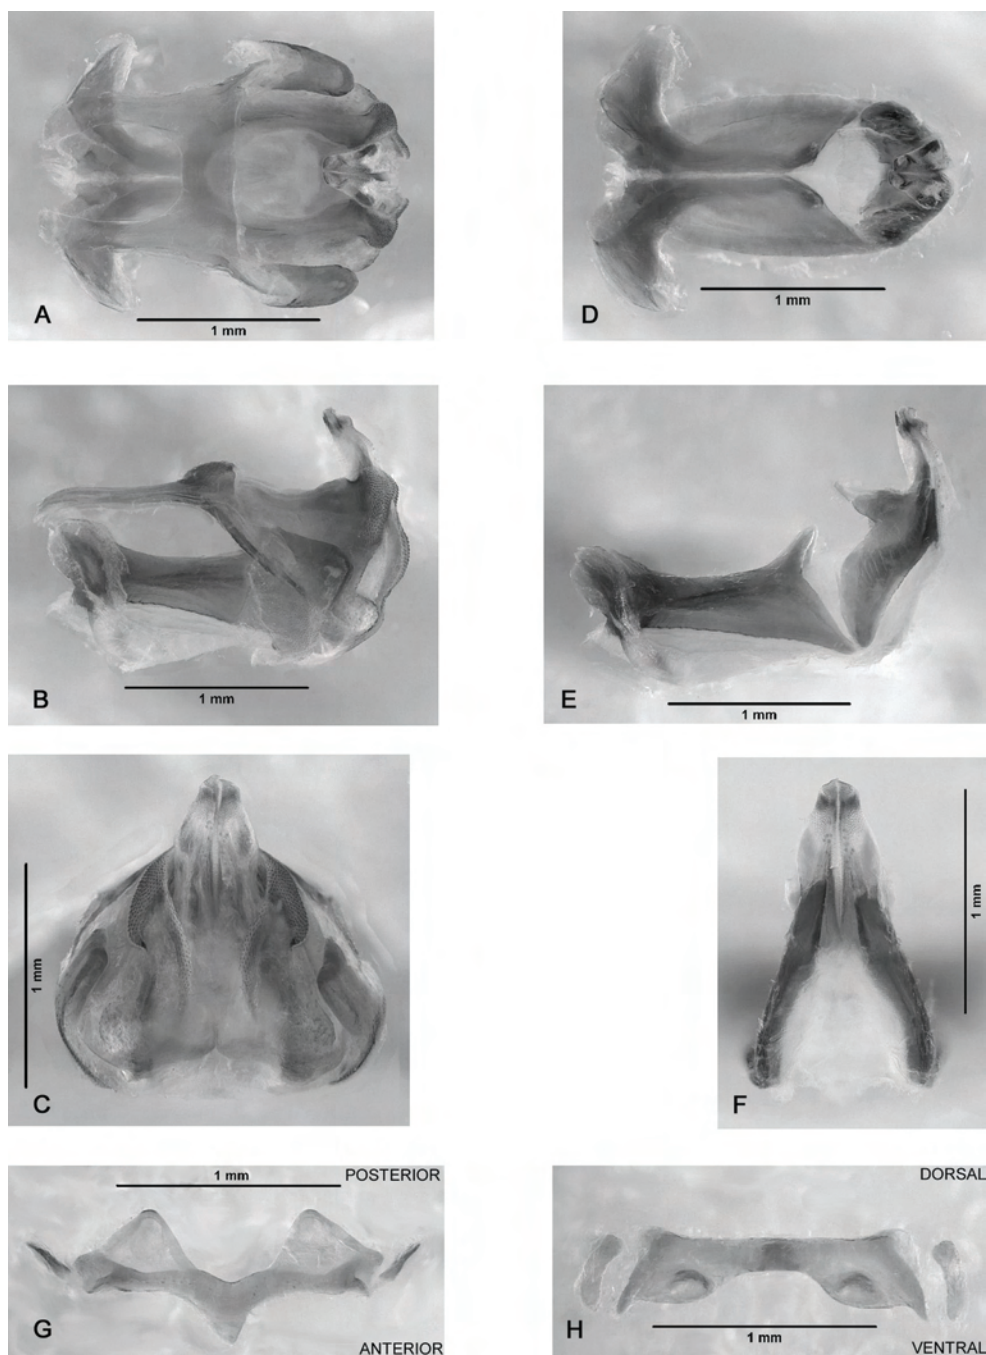 A
1 mm
D
1 mm
B
1 mm
E
1 mm
C
1 mm
F
1 mm
1 mm
POSTERIOR
G
ANTERIOR
DORSAL
H
1 mm
VENTRAL